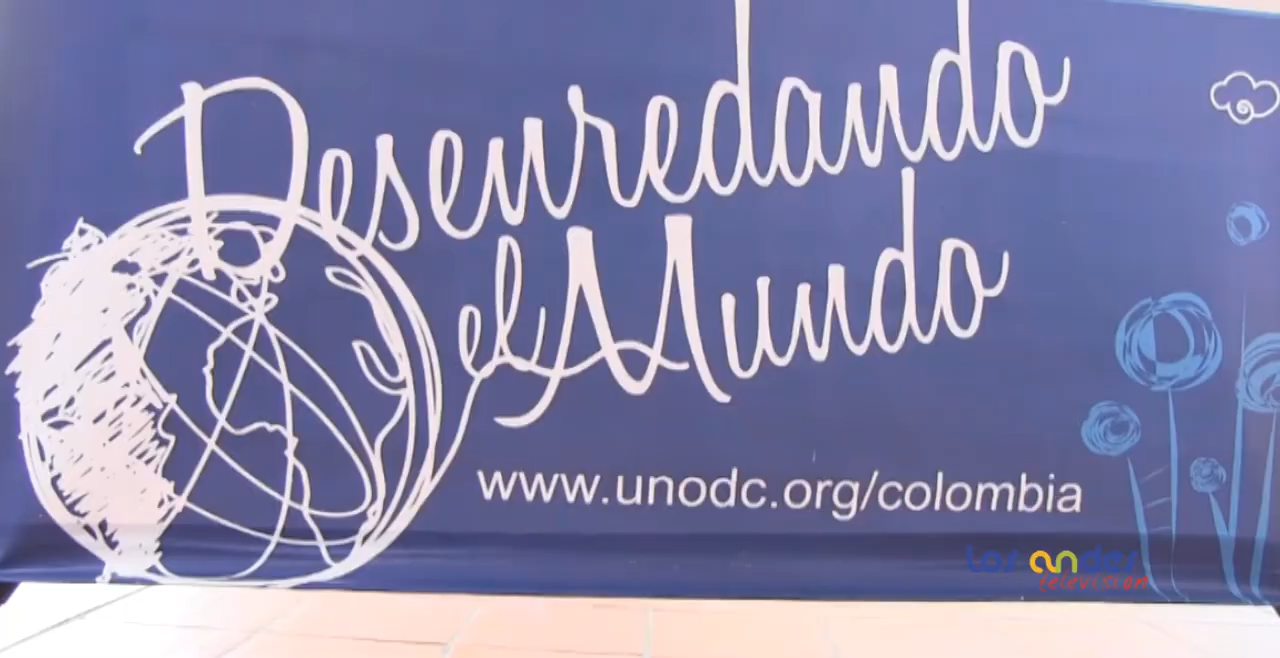 Desenredando
el Mundo
www.unodc.org/colombia
los andes
televisión